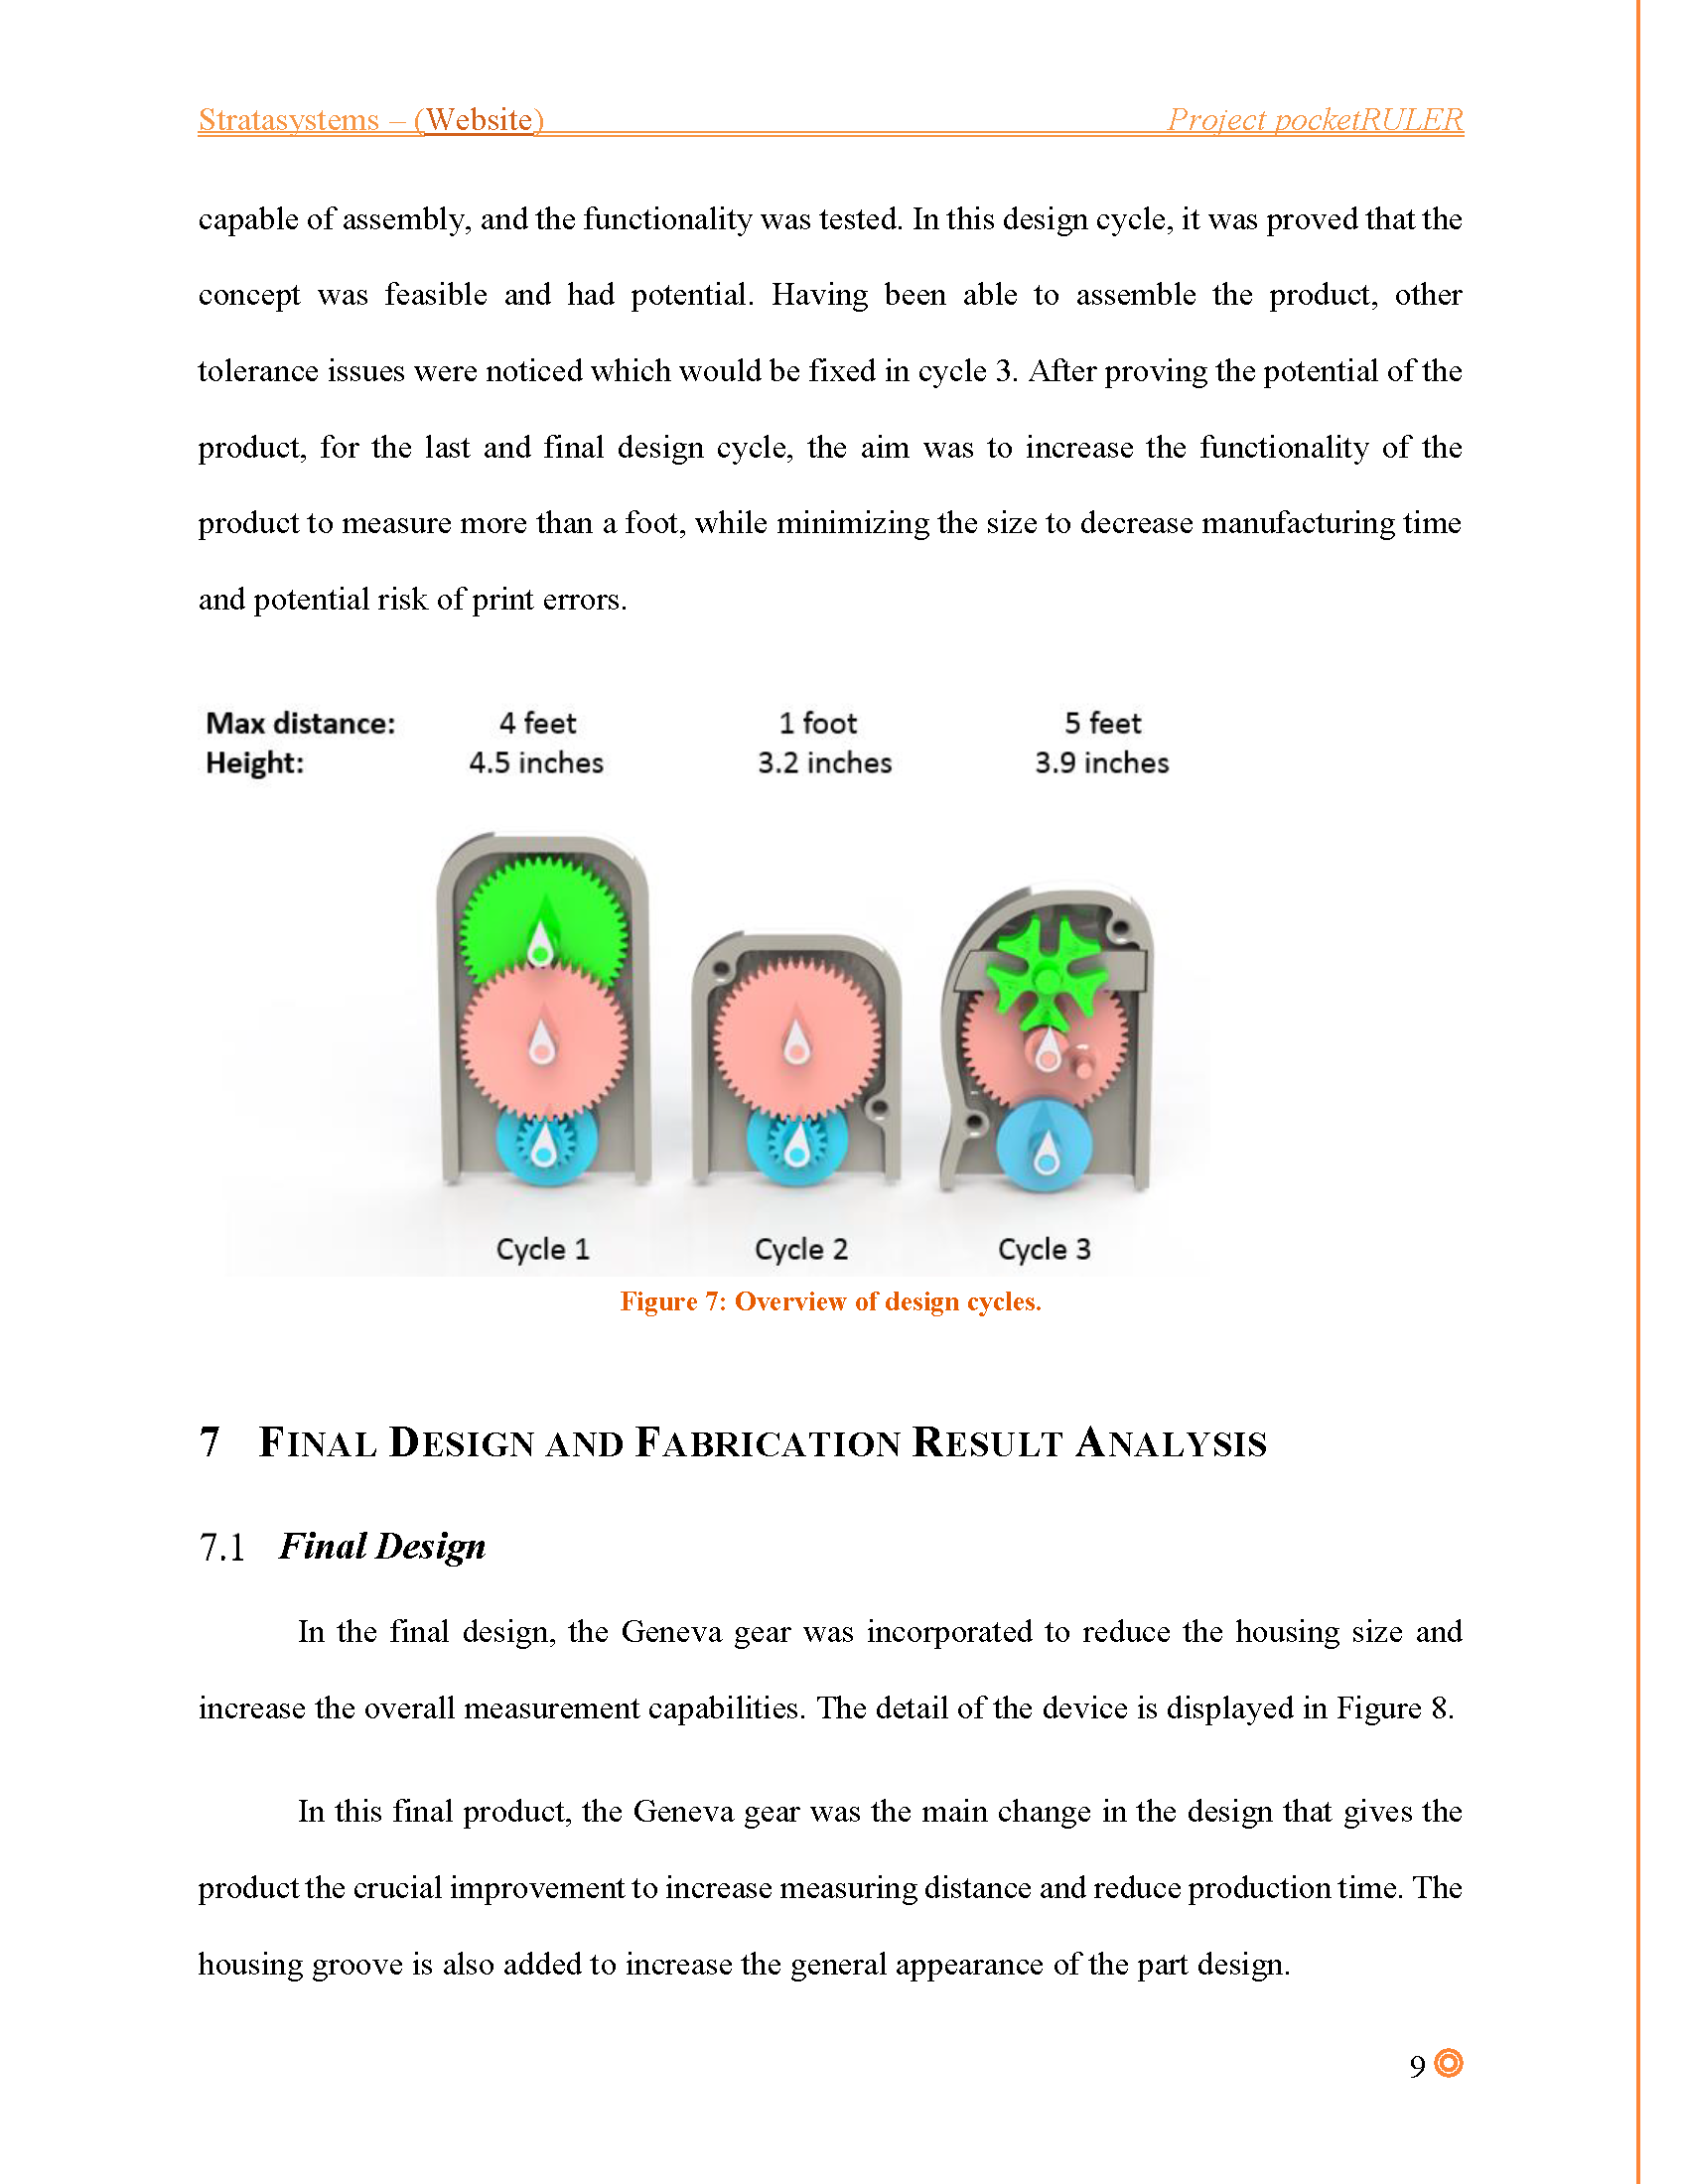 Stratasystems – (Website) Project pocketRULER
capable of assembly, and the functionality was tested. In this design cycle, it was proved that the
concept was feasible and had potential. Having been able to assemble the product, other
tolerance issues were noticed which would be fixed in cycle 3. After proving the potential of the
product, for the last and final design cycle, the aim was to increase the functionality of the
product to measure more than a foot, while minimizing the size to decrease manufacturing time
and potential risk of print errors.
Max distance: 4 feet 1 foot 5 feet
Height: 4.5 inches 3.2 inches 3.9 inches
Cycle 1 Cycle 2 Cycle 3
Figure 7: Overview of design cycles.
7 FINAL DESIGN AND FABRICATION RESULT ANALYSIS
7.1 Final Design
In the final design, the Geneva gear was incorporated to reduce the housing size and
increase the overall measurement capabilities. The detail of the device is displayed in Figure 8.
In this final product, the Geneva gear was the main change in the design that gives the
product the crucial improvement to increase measuring distance and reduce production time. The
housing groove is also added to increase the general appearance of the part design.
9